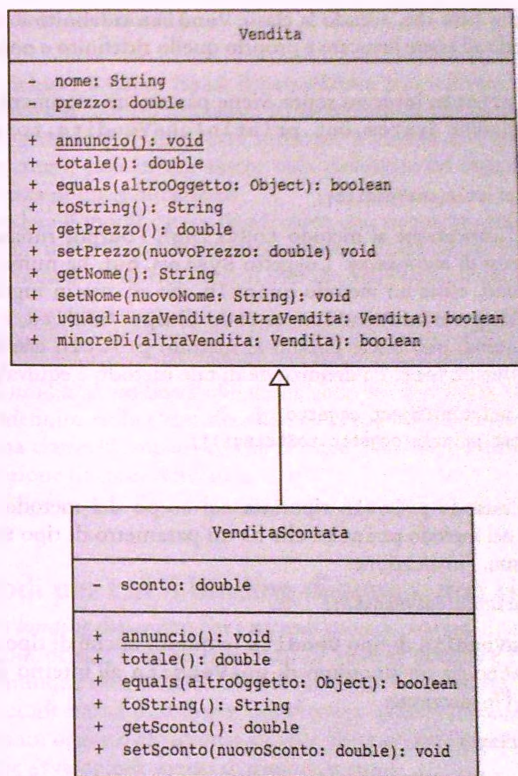 Vendita
- nome: String
- prezzo: double
+ annuncio(): void
+ totale(): double
+ equals(altroOggetto: Object): boolean
+ toString(): String
+ getPrezzo(): double
+ setPrezzo(nuovoPrezzo: double) void
+ getNome(): String
+ setNome(nuovoNome: String): void
+ uguaglianzaVendite(altraVendita: Vendita): boolean
+ minoreDi(altraVendita: Vendita): boolean
VenditaScontata
- sconto: double
+ annuncio(): void
+ totale(): double
+ equals(altroOggetto: Object): boolean
+ toString(): String
+ getSconto(): double
+ setSconto(nuovoSconto: double): void